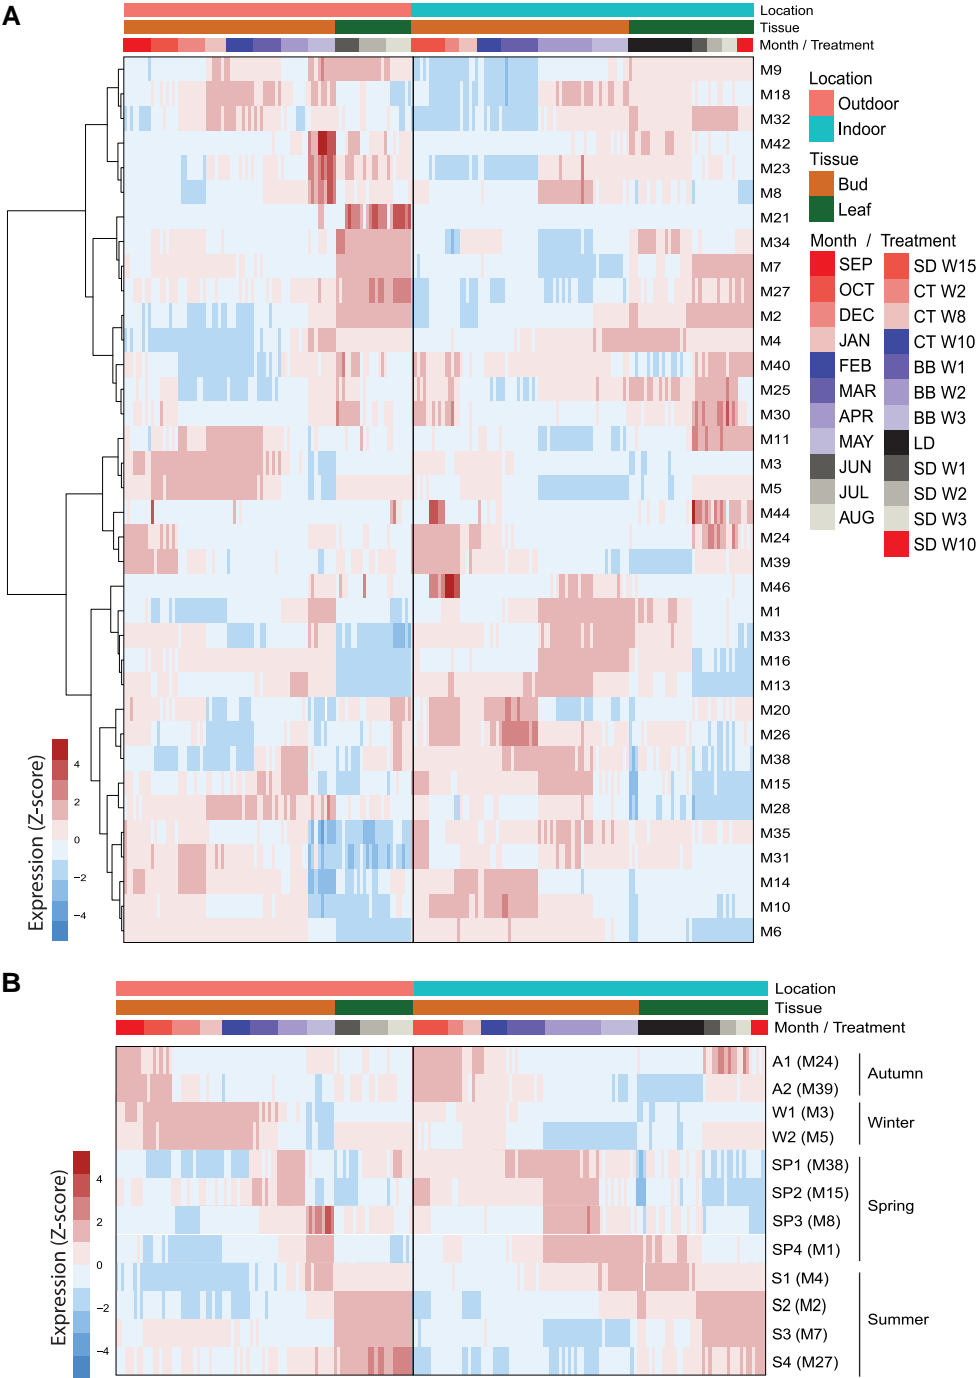 A
Location
Tissue
Month / Treatment
M9
M18
M32
M42
M23
M8
M21
M34
M7
M27
M2
M4
M40
M25
M30
M11
M3
M5
M44
M24
M39
M46
M1
M33
M16
M13
M20
M26
M38
M15
M28
M35
M31
M14
M10
M6
Location
Outdoor
Indoor
Tissue
Bud
Leaf
Month / Treatment
SEP
OCT
DEC
JAN
FEB
MAR
APR
MAY
JUN
JUL
AUG
SD W15
CT W2
CT W8
CT W10
BB W1
BB W2
BB W3
LD
SD W1
SD W2
SD W3
SD W10
Expression (Z-score)
4
2
0
−2
−4
B
Location
Tissue
Month / Treatment
A1 (M24)
A2 (M39)
W1 (M3)
W2 (M5)
SP1 (M38)
SP2 (M15)
SP3 (M8)
SP4 (M1)
S1 (M4)
S2 (M2)
S3 (M7)
S4 (M27)
Autumn
Winter
Spring
Summer
Expression (Z-score)
4
2
0
−2
−4